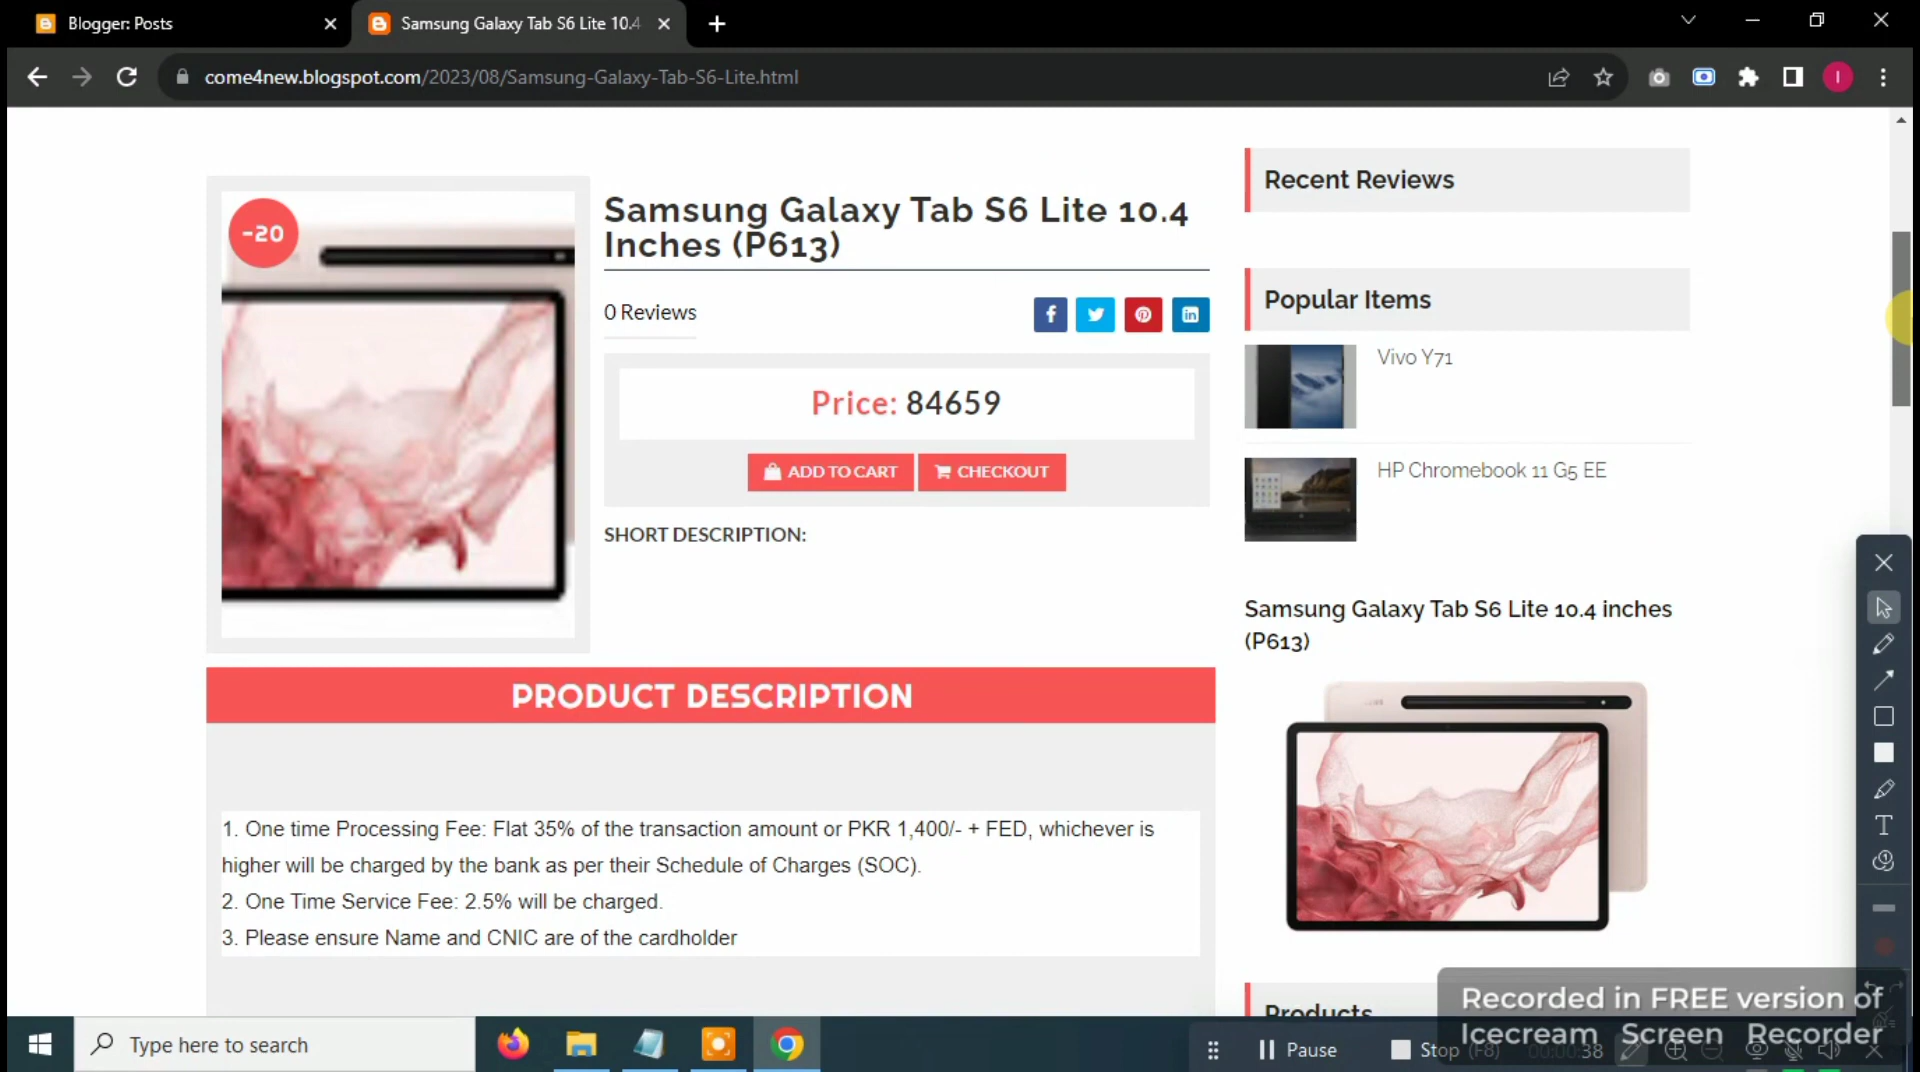 Blogger: Posts
Samsung Galaxy Tab S6 Lite 10.4
come4new.blogspot.com/2023/08/Samsung-Galaxy-Tab-S6-Lite.html
I
-20
Samsung Galaxy Tab S6 Lite 10.4
Inches (P613)
0 Reviews
Price: 84659
ADD TO CART
CHECKOUT
SHORT DESCRIPTION:
PRODUCT DESCRIPTION
1. One time Processing Fee: Flat 35% of the transaction amount or PKR 1,400/- + FED, whichever is
higher will be charged by the bank as per their Schedule of Charges (SOC).
2. One Time Service Fee: 2.5% will be charged.
3. Please ensure Name and CNIC are of the cardholder
Recent Reviews
Popular Items
Vivo Y71
HP Chromebook 11 G5 EE
Samsung Galaxy Tab S6 Lite 10.4 inches
(P613)
Products
Recorded in FREE version of
Icecream Screen Recorder
Type here to search
Pause
Stop (F8)